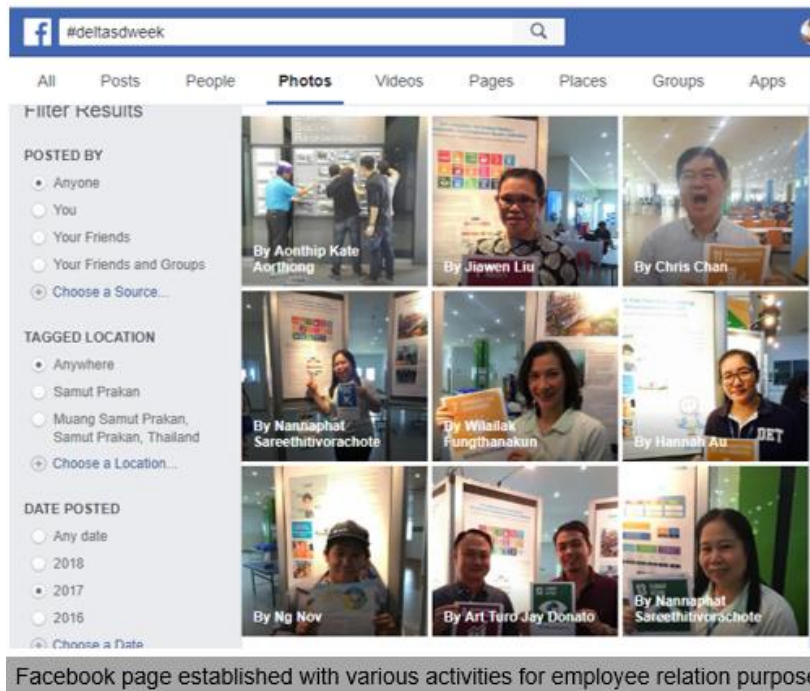 #deltasdweek
All Posts People Photos Videos Pages Places Groups Apps
Filter Results
POSTED BY
Anyone
You
Your Friends
Your Friends and Groups
Choose a Source...
TAGGED LOCATION
Anywhere
Samut Prakan
Muang Samut Prakan,
Samut Prakan, Thailand
Choose a Location...
DATE POSTED
Any date
2018
2017
2016
Choose a Date
By Aonthip Kate
Aorthong
By Jiawen Liu
By Chris Chan
By Nannaphat
Sareethitivorachote
By Wilailak
Fungthanakun
By Hannah Au
DET
By Ng Nov
By Art Turo Jay Donato
By Nannaphat
Sareethitivorachote
Facebook page established with various activities for employee relation purpos